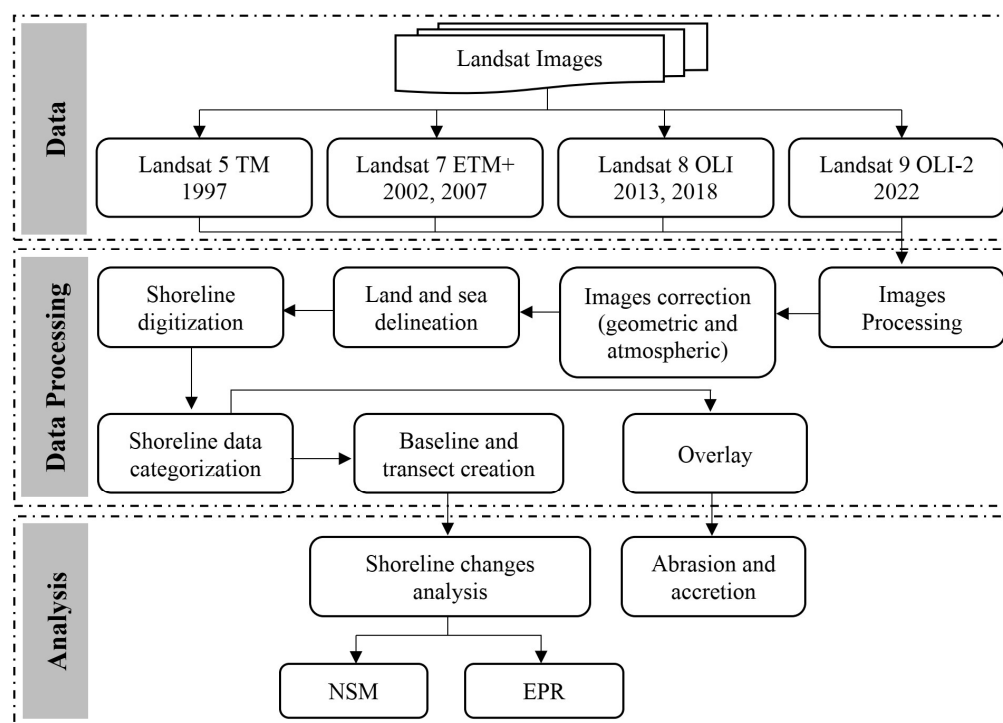 Data
Landsat Images
Landsat 5 TM
1997
Landsat 7 ETM+
2002, 2007
Landsat 8 OLI
2013, 2018
Landsat 9 OLI-2
2022
Data Processing
Shoreline
digitization
Land and sea
delineation
Images correction
(geometric and
atmospheric)
Images
Processing
Shoreline data
categorization
Baseline and
transect creation
Overlay
Analysis
Shoreline changes
analysis
Abrasion and
accretion
NSM
EPR